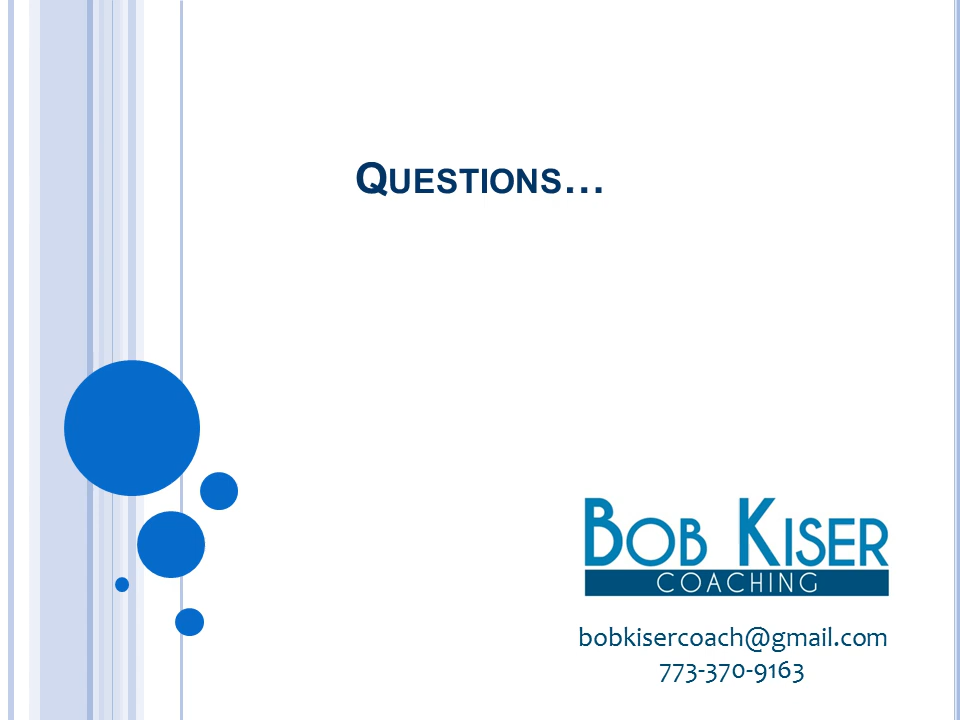 QUESTIONS…
BOB KISER
COACHING
bobkisercoach@gmail.com
773-370-9163